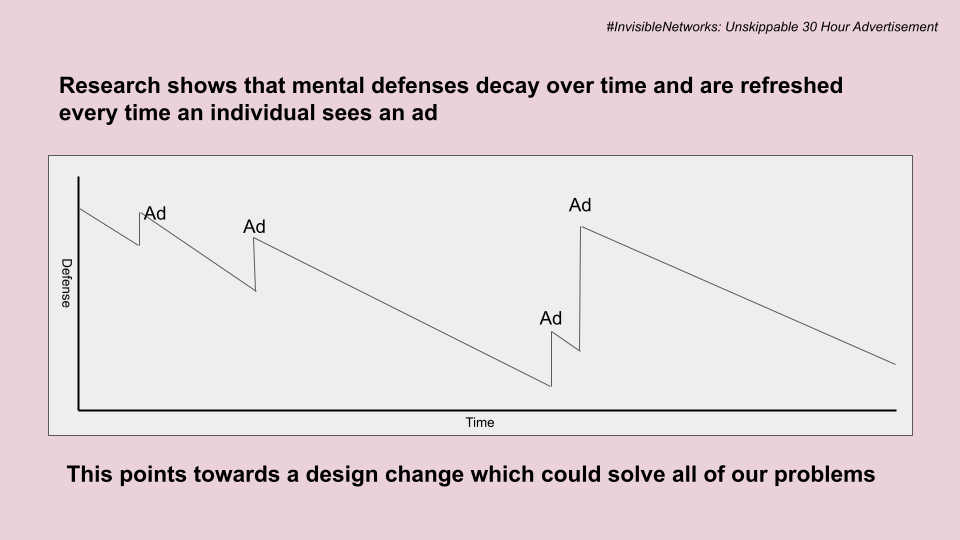 #InvisibleNetworks: Unskippable 30 Hour Advertisement
Research shows that mental defenses decay over time and are refreshed
every time an individual sees an ad
Ad
Ad
Ad
Ad
Defense
Time
This points towards a design change which could solve all of our problems